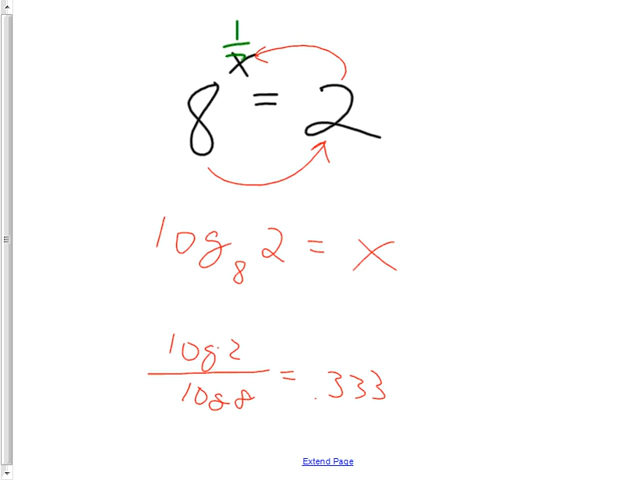 1
x
8 = 2
log₈ 2 = x
log 2
log 8 = .333
Extend Page